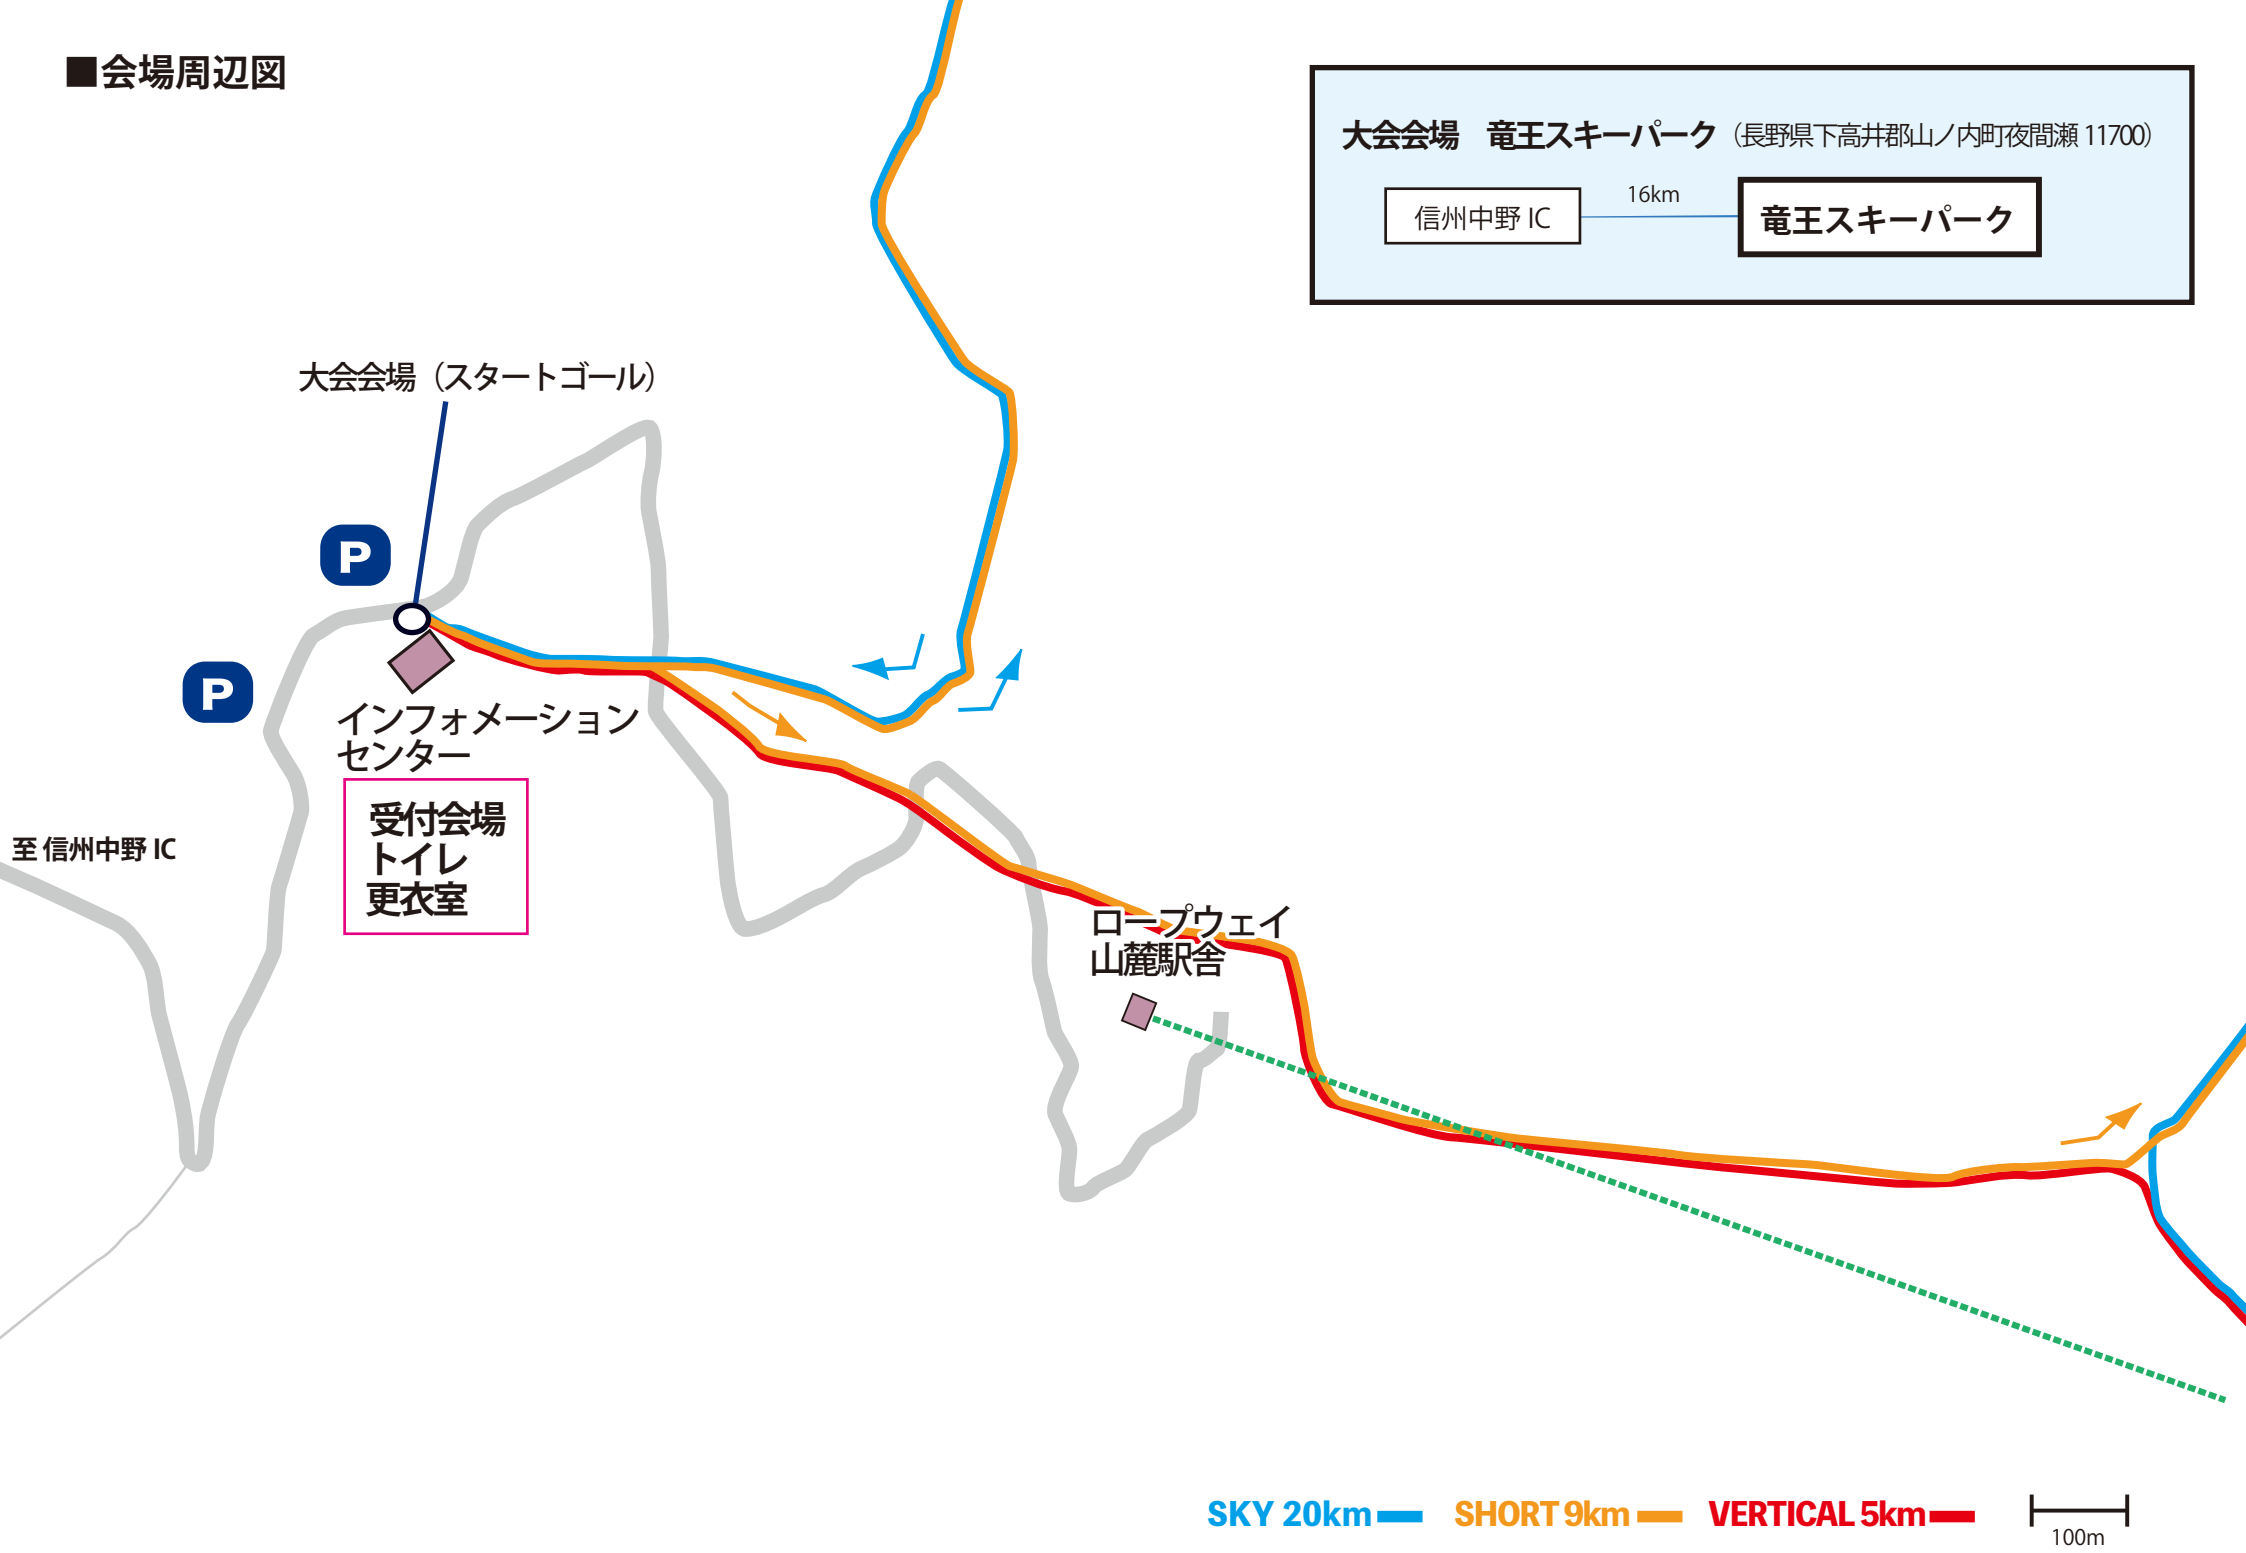 ■会場周辺図
大会会場　竜王スキーパーク（長野県下高井郡山ノ内町夜間瀬 11700）
16km
信州中野 IC
竜王スキーパーク
大会会場（スタートゴール）
P
P
インフォメーション
センター
受付会場
トイレ
更衣室
至 信州中野 IC
ロープウェイ
山麓駅舎
SKY 20km
SHORT 9km
VERTICAL 5km
100m